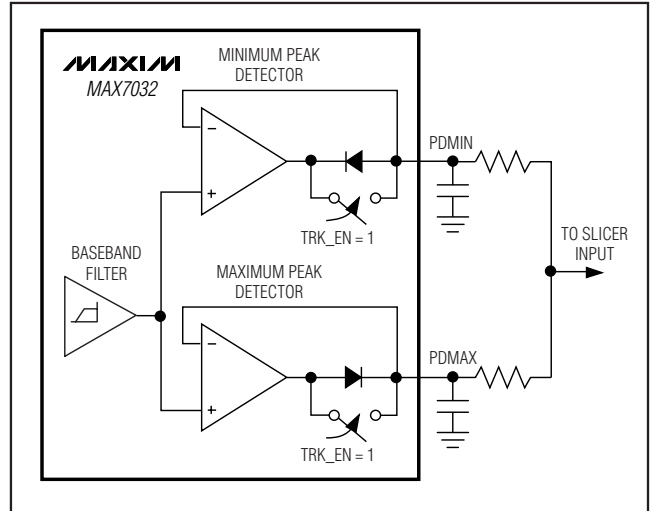 MAXIM
MAX7032
MINIMUM PEAK
DETECTOR
-
+
TRK_EN = 1
PDMIN
BASEBAND
FILTER
MAXIMUM PEAK
DETECTOR
-
+
TRK_EN = 1
PDMAX
TO SLICER
INPUT